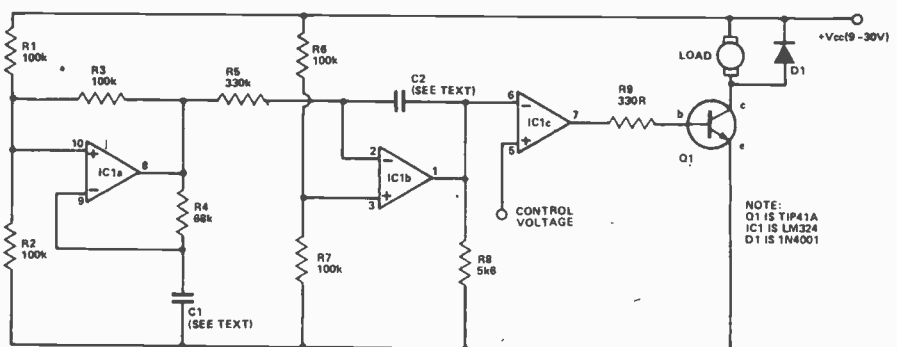 R1
100k
R3
100k
R5
330k
R6
100k
C2
(SEE TEXT)
LOAD
D1
+Vcc(9-30V)
10
+
IC1a
9
-
8
R4
68k
2
-
IC1b
3
+
1
6
-
IC1c
5
+
7
R9
330R
b
c
e
Q1
R2
100k
C1
(SEE TEXT)
R7
100k
R8
5k6
CONTROL
VOLTAGE
NOTE:
Q1 IS TIP41A
IC1 IS LM324
D1 IS 1N4001